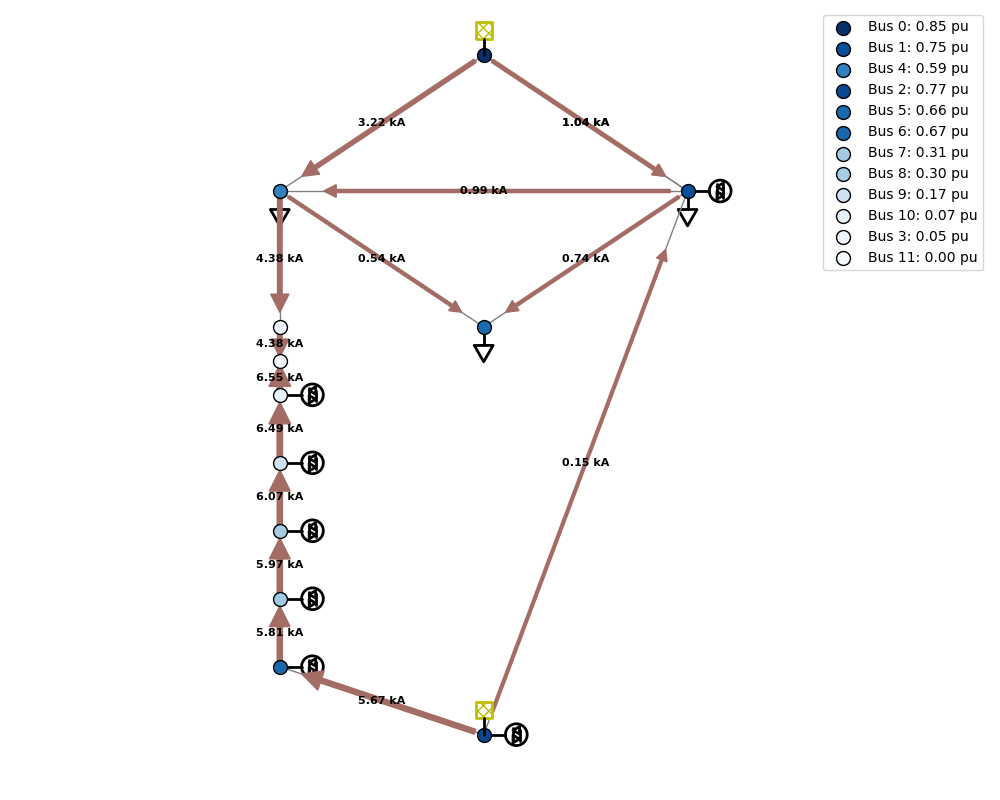 Bus 0: 0.85 pu
Bus 1: 0.75 pu
Bus 4: 0.59 pu
Bus 2: 0.77 pu
Bus 5: 0.66 pu
Bus 6: 0.67 pu
Bus 7: 0.31 pu
Bus 8: 0.30 pu
Bus 9: 0.17 pu
Bus 10: 0.07 pu
Bus 3: 0.05 pu
Bus 11: 0.00 pu
3.22 kA
1.04 kA
0.99 kA
4.38 kA
0.54 kA
0.74 kA
4.38 kA
6.55 kA
6.49 kA
0.15 kA
6.07 kA
5.97 kA
5.81 kA
5.67 kA